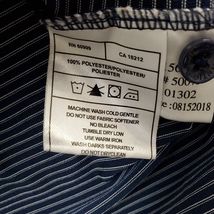 RN 60999 CA 18212
100% POLYESTER/POLYESTER/
POLIESTER
MACHINE WASH COLD GENTLE
DO NOT USE FABRIC SOFTENER
NO BLEACH
TUMBLE DRY LOW
USE WARM IRON
WASH DARKS SEPARATELY
DO NOT DRYCLEAN
01302
:08152018